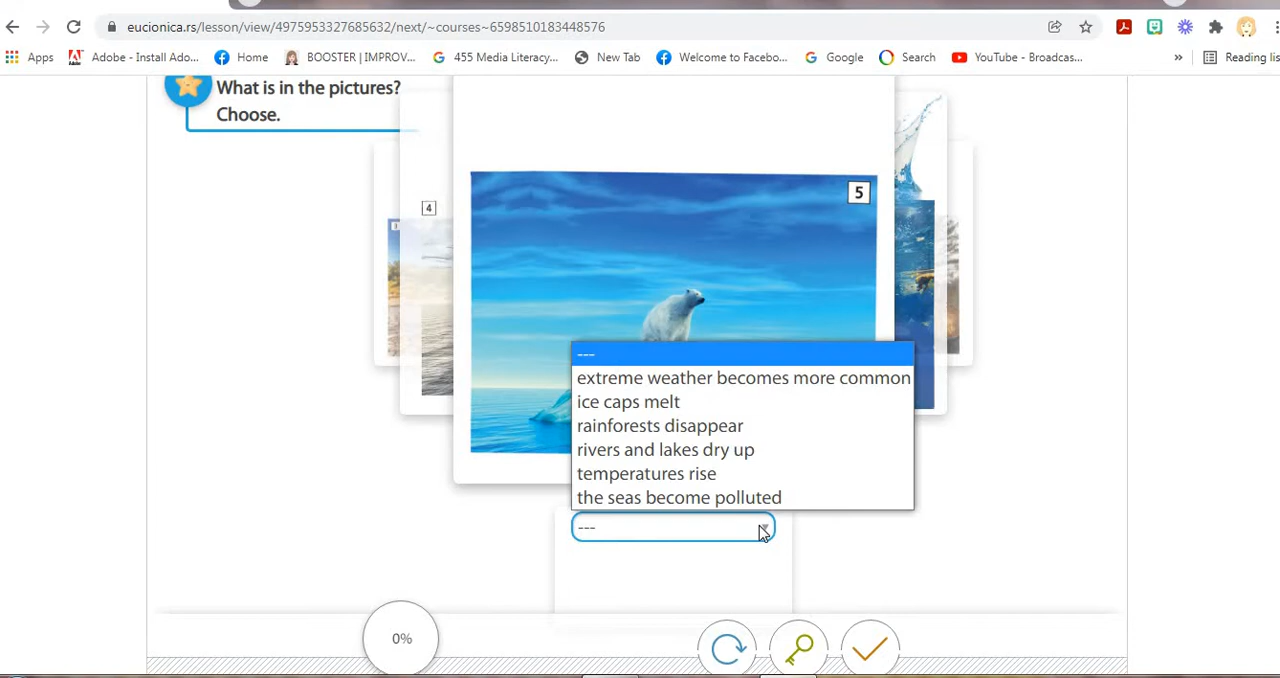 eucionica.rs/lesson/view/4975953327685632/next/~courses~6598510183448576
Apps Adobe - Install Ado... Home BOOSTER | IMPROV... 455 Media Literacy... New Tab Welcome to Facebo... Google Search YouTube - Broadcas... » Reading list
What is in the pictures?
Choose.
5
4
3
---
extreme weather becomes more common
ice caps melt
rainforests disappear
rivers and lakes dry up
temperatures rise
the seas become polluted
---
0%